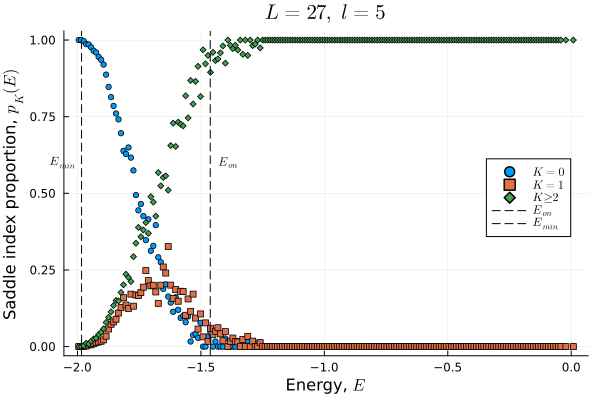 L = 27, l = 5
Saddle index proportion, p_K(E)
1.00
0.75
0.50
0.25
0.00
E_min
E_on
K = 0
K = 1
K≥2
E_on
E_min
−2.0 −1.5 −1.0 −0.5 0.0
Energy, E